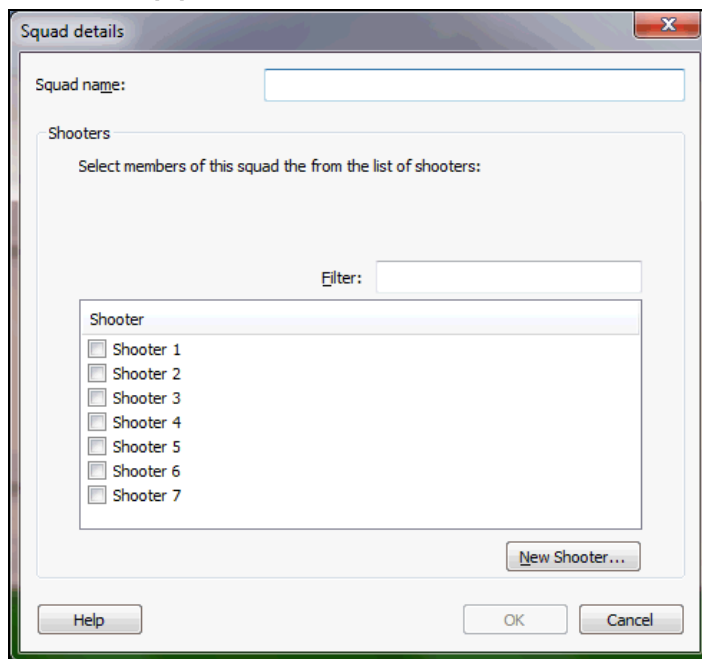 Squad details
Squad name:
Shooters
Select members of this squad the from the list of shooters:
Filter:
Shooter
Shooter 1
Shooter 2
Shooter 3
Shooter 4
Shooter 5
Shooter 6
Shooter 7
New Shooter...
Help OK Cancel